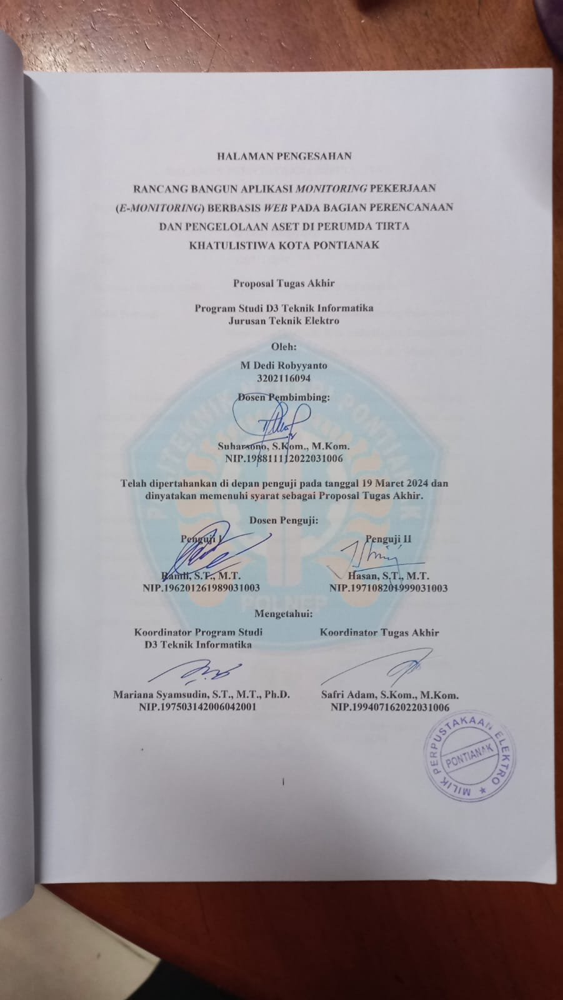 HALAMAN PENGESAHAN
RANCANG BANGUN APLIKASI MONITORING PEKERJAAN
(E-MONITORING) BERBASIS WEB PADA BAGIAN PERENCANAAN
DAN PENGELOLAAN ASET DI PERUMDA TIRTA
KHATULISTIWA KOTA PONTIANAK
Proposal Tugas Akhir
Program Studi D3 Teknik Informatika
Jurusan Teknik Elektro
Oleh:
M Dedi Robyyanto
3202116094
Dosen Pembimbing:
Suharsono, S.Kom., M.Kom.
NIP.198811112022031006
Telah dipertahankan di depan penguji pada tanggal 19 Maret 2024 dan
dinyatakan memenuhi syarat sebagai Proposal Tugas Akhir.
Dosen Penguji:
Penguji I Penguji II
Ramli, S.T., M.T. Hasan, S.T., M.T.
NIP.196201261989031003 NIP.197108201999031003
POLNEP
Mengetahui:
Koordinator Program Studi Koordinator Tugas Akhir
D3 Teknik Informatika
Mariana Syamsudin, S.T., M.T., Ph.D. Safri Adam, S.Kom., M.Kom.
NIP.197503142006042001 NIP.199407162022031006
MILIK PERPUSTAKAAN ELEKTRO
PONTIANAK
i